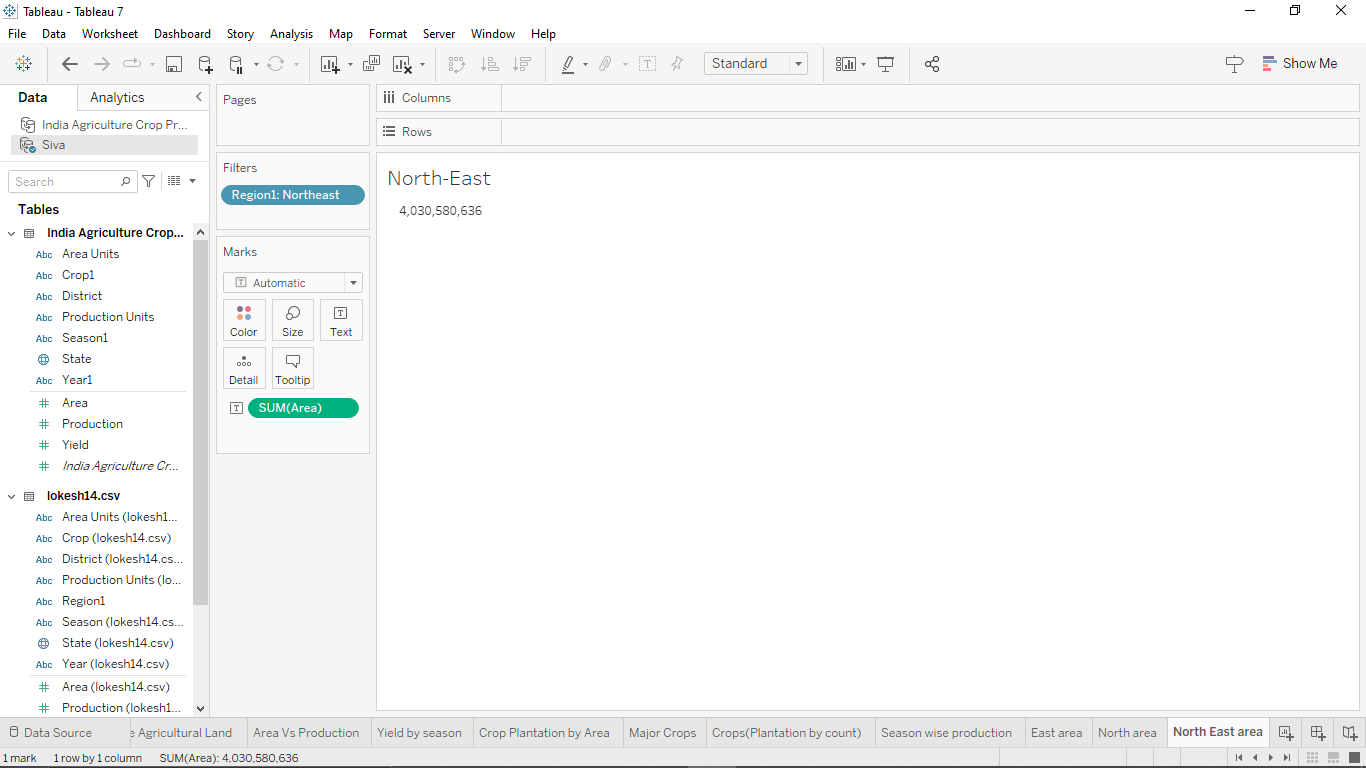 Tableau - Tableau 7
File Data Worksheet Dashboard Story Analysis Map Format Server Window Help
Standard
Show Me
Data Analytics
India Agriculture Crop Pr...
Siva
Search
Tables
India Agriculture Crop...
Abc Area Units
Abc Crop1
Abc District
Abc Production Units
Abc Season1
State
Abc Year1
# Area
# Production
# Yield
# India Agriculture Cr...
lokesh14.csv
Abc Area Units (lokesh1...
Abc Crop (lokesh14.csv)
Abc District (lokesh14.cs...
Abc Production Units (lo...
Abc Region1
Abc Season (lokesh14.cs...
State (lokesh14.csv)
Abc Year (lokesh14.csv)
# Area (lokesh14.csv)
# Production (lokesh1...
Pages
Filters
Region1: Northeast
Marks
T Automatic
Color Size T Text
Detail Tooltip
T SUM(Area)
Columns
Rows
North-East
4,030,580,636
Data Source e Agricultural Land Area Vs Production Yield by season Crop Plantation by Area Major Crops Crops(Plantation by count) Season wise production East area North area North East area
1 mark 1 row by 1 column SUM(Area): 4,030,580,636